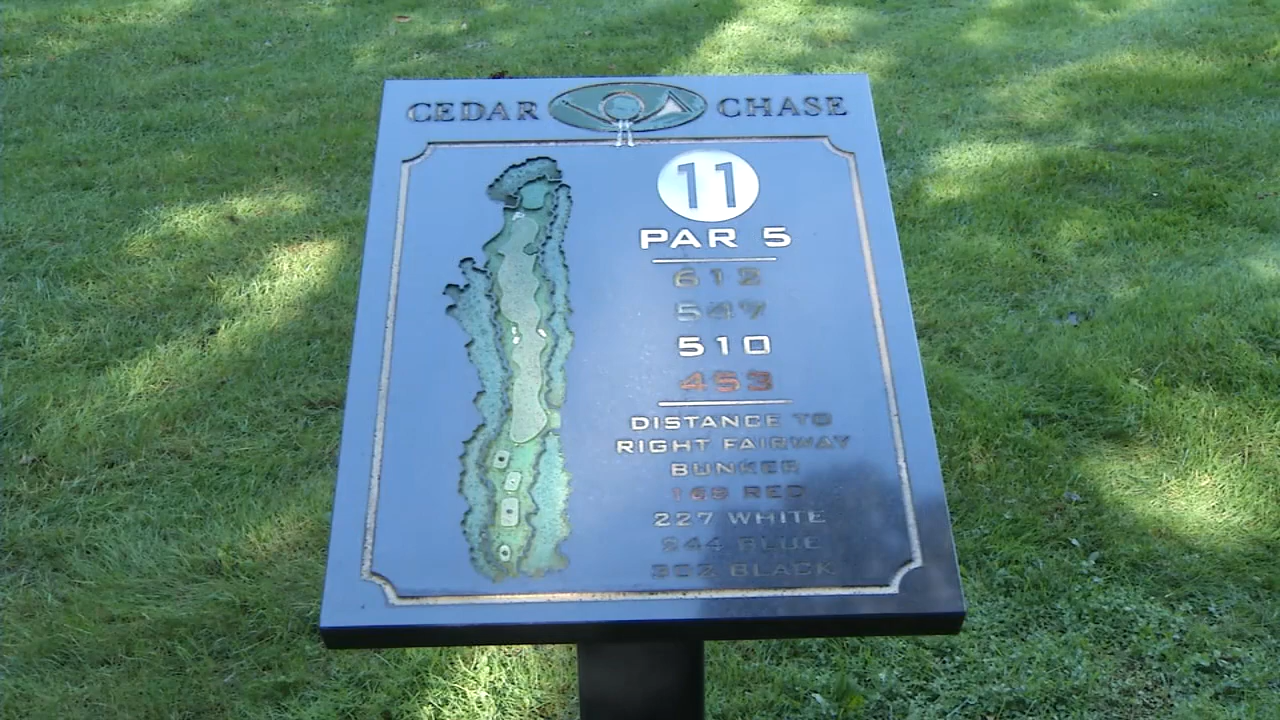 CEDAR CHASE
11
PAR 5
612
547
510
453
DISTANCE TO
RIGHT FAIRWAY
BUNKER
169 RED
227 WHITE
244 BLUE
302 BLACK